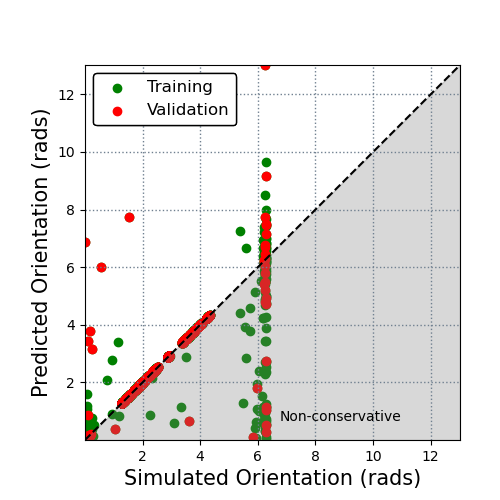 Training
Validation
12
10
8
6
4
2
Predicted Orientation (rads)
Non-conservative
2 4 6 8 10 12
Simulated Orientation (rads)